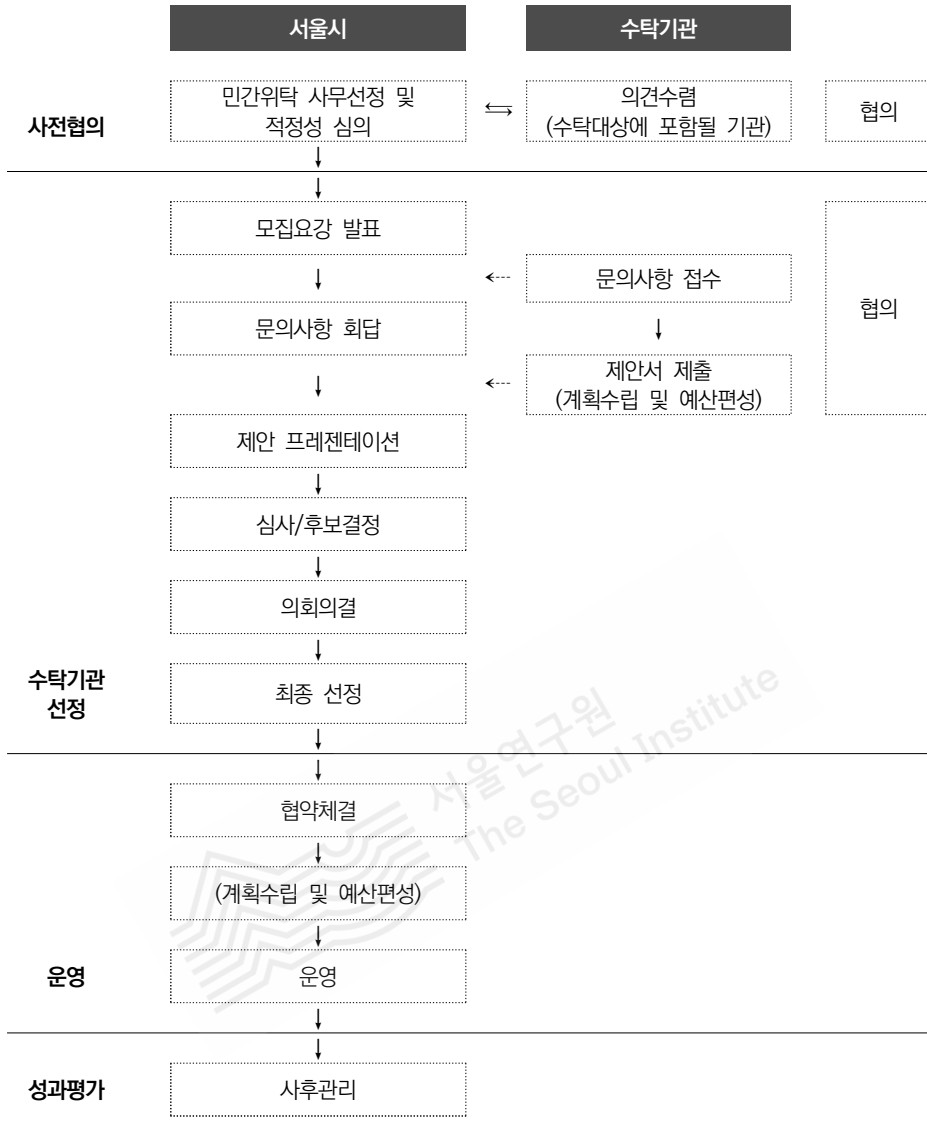 서울시
수탁기관
사전협의
민간위탁 사무선정 및
적정성 심의
의견수렴
(수탁대상에 포함될 기관)
협의
모집요강 발표
문의사항 접수
협의
문의사항 회답
제안서 제출
(계획수립 및 예산편성)
제안 프레젠테이션
심사/후보결정
의회의결
수탁기관
선정
최종 선정
협약체결
(계획수립 및 예산편성)
운영
운영
성과평가
사후관리
서울연구원
The Seoul Institute